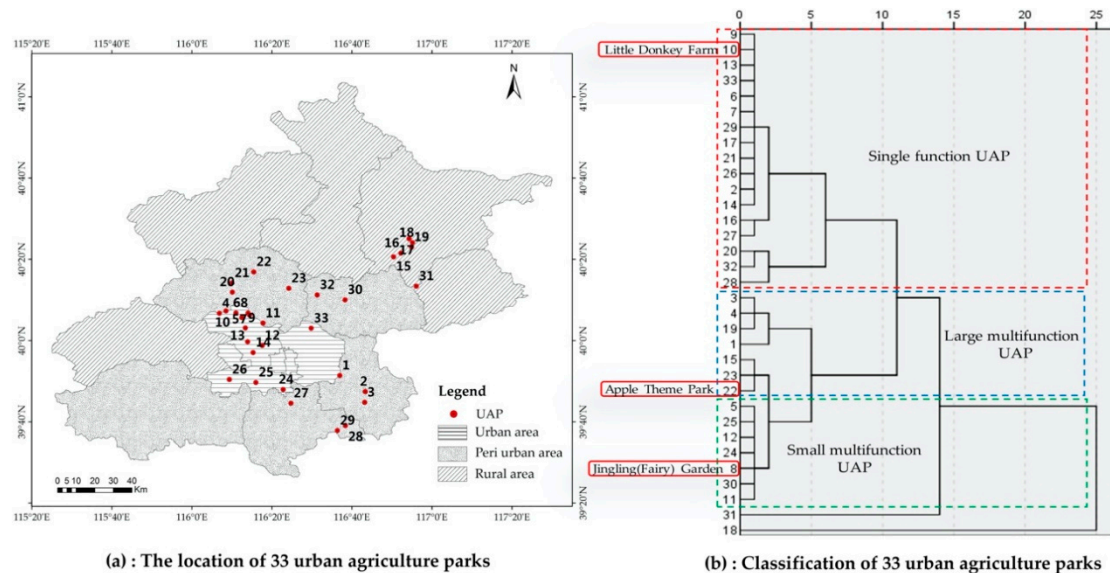 115°20'E 115°40'E 116°0'E 116°20'E 116°40'E 117°0'E 117°20'E
41°0'N 41°0'N
40°40'N 40°40'N
40°20'N 40°20'N
40°0'N 40°0'N
39°40'N 39°40'N
39°20'N 39°20'N
N
18 19
16 17
15
31
22
21
20
23
32 30
4 68
10 579 11
13 12
14
33
26 25
24
27
1
2
3
29
28
Legend
UAP
Urban area
Peri urban area
Rural area
0 5 10 20 30 40
Km
115°20'E 115°40'E 116°0'E 116°20'E 116°40'E 117°0'E 117°20'E
(a) : The location of 33 urban agriculture parks
0 5 10 15 20 25
9
Little Donkey Farm 10
13
33
6
7
29
17
21
Single function UAP
26
2
14
16
27
20
32
28
3
4
19
1
Large multifunction
UAP
15
23
Apple Theme Park 22
5
25
12
24
Small multifunction
UAP
Jingling(Fairy) Garden 8
30
11
31
18
(b) : Classification of 33 urban agriculture parks